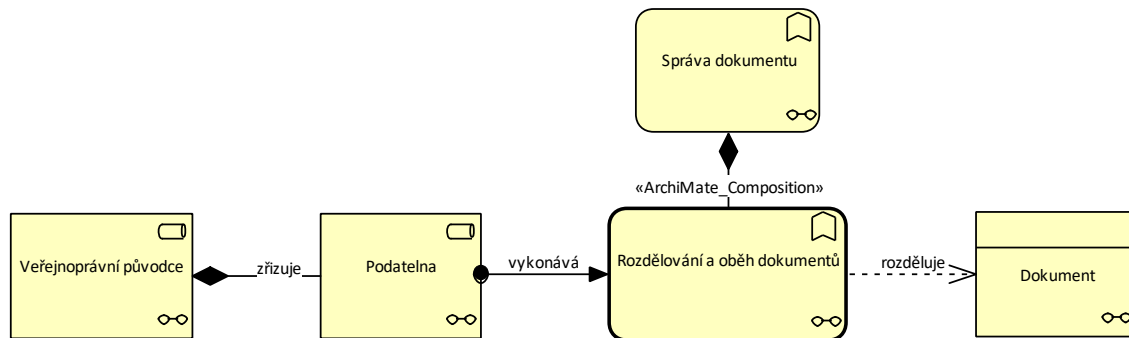 Správa dokumentu
«ArchiMate_Composition»
Veřejnoprávní původce
zřizuje
Podatelna
vykonává
Rozdělování a oběh dokumentů
rozděluje
Dokument